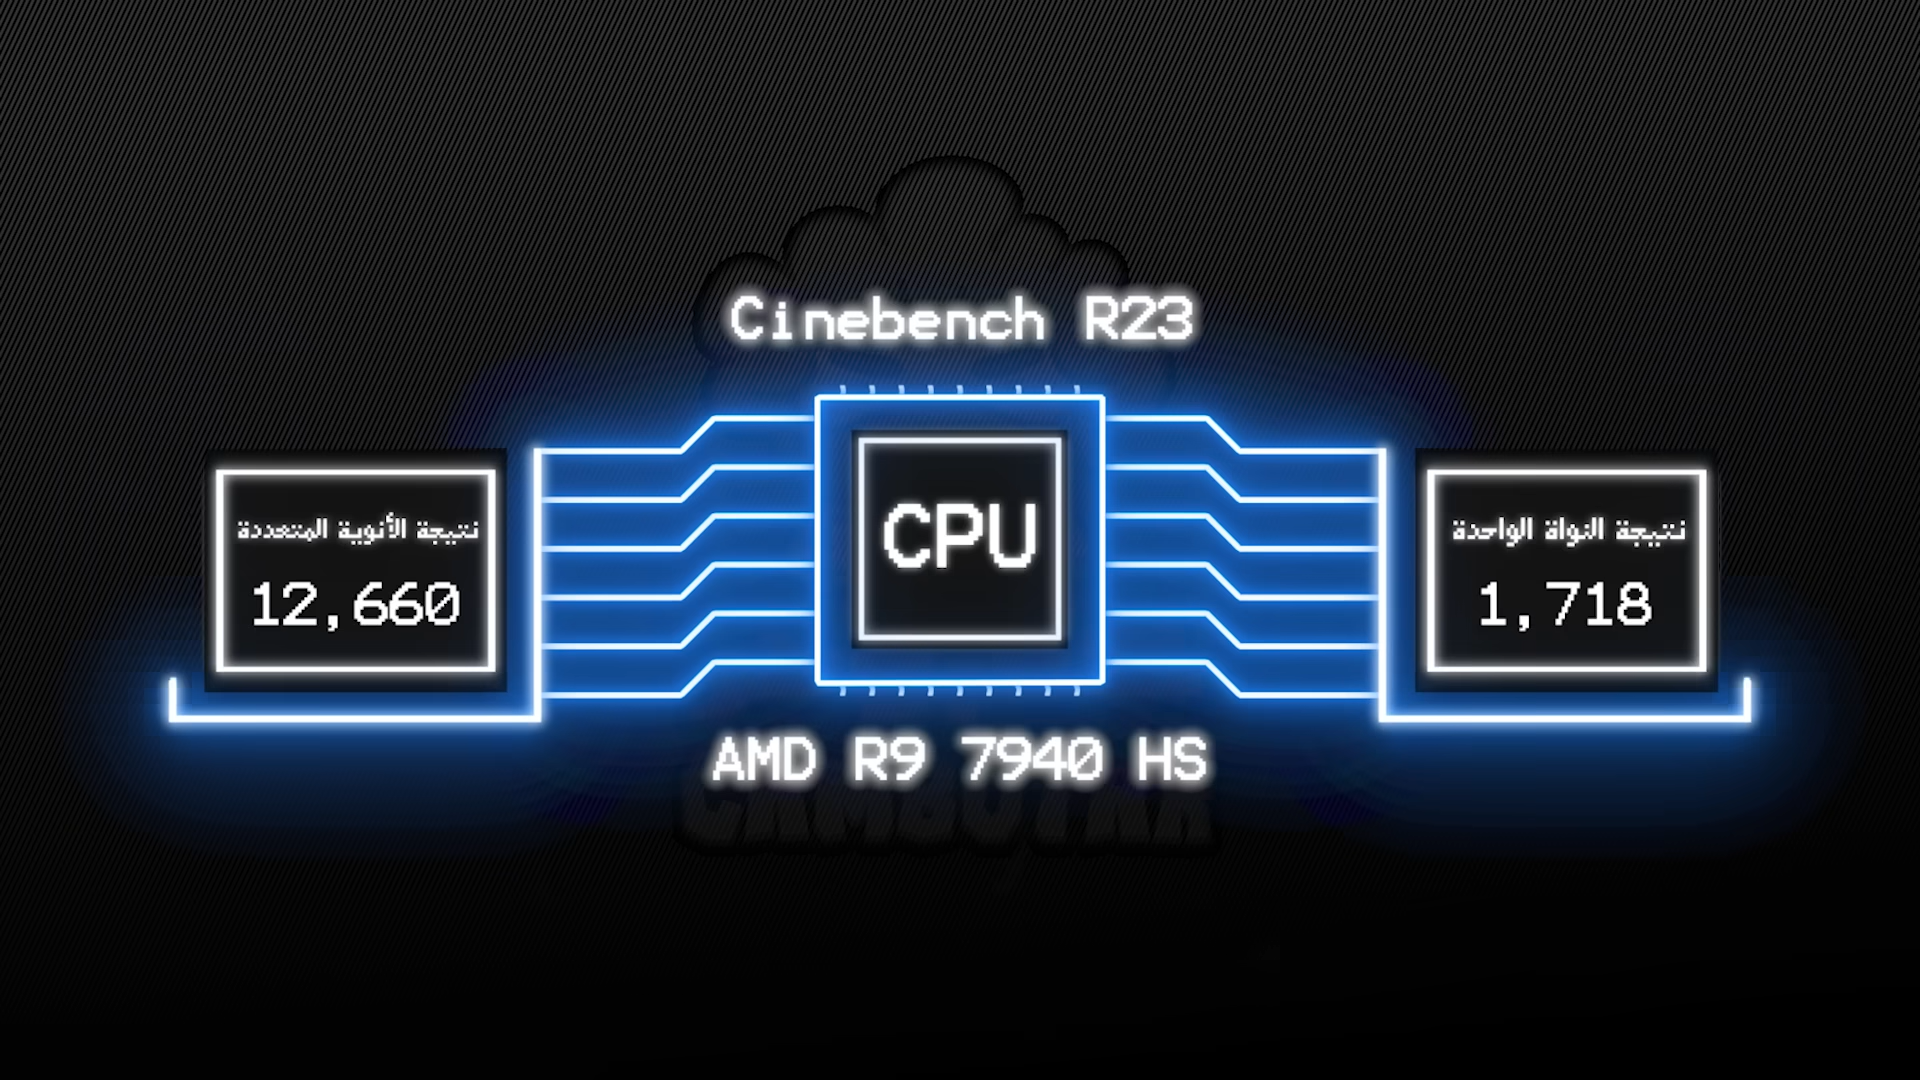 Cinebench R23
CPU
نتيجة الأنوية المتعددة
12,660
نتيجة النواة الواحدة
1,718
AMD R9 7940 HS